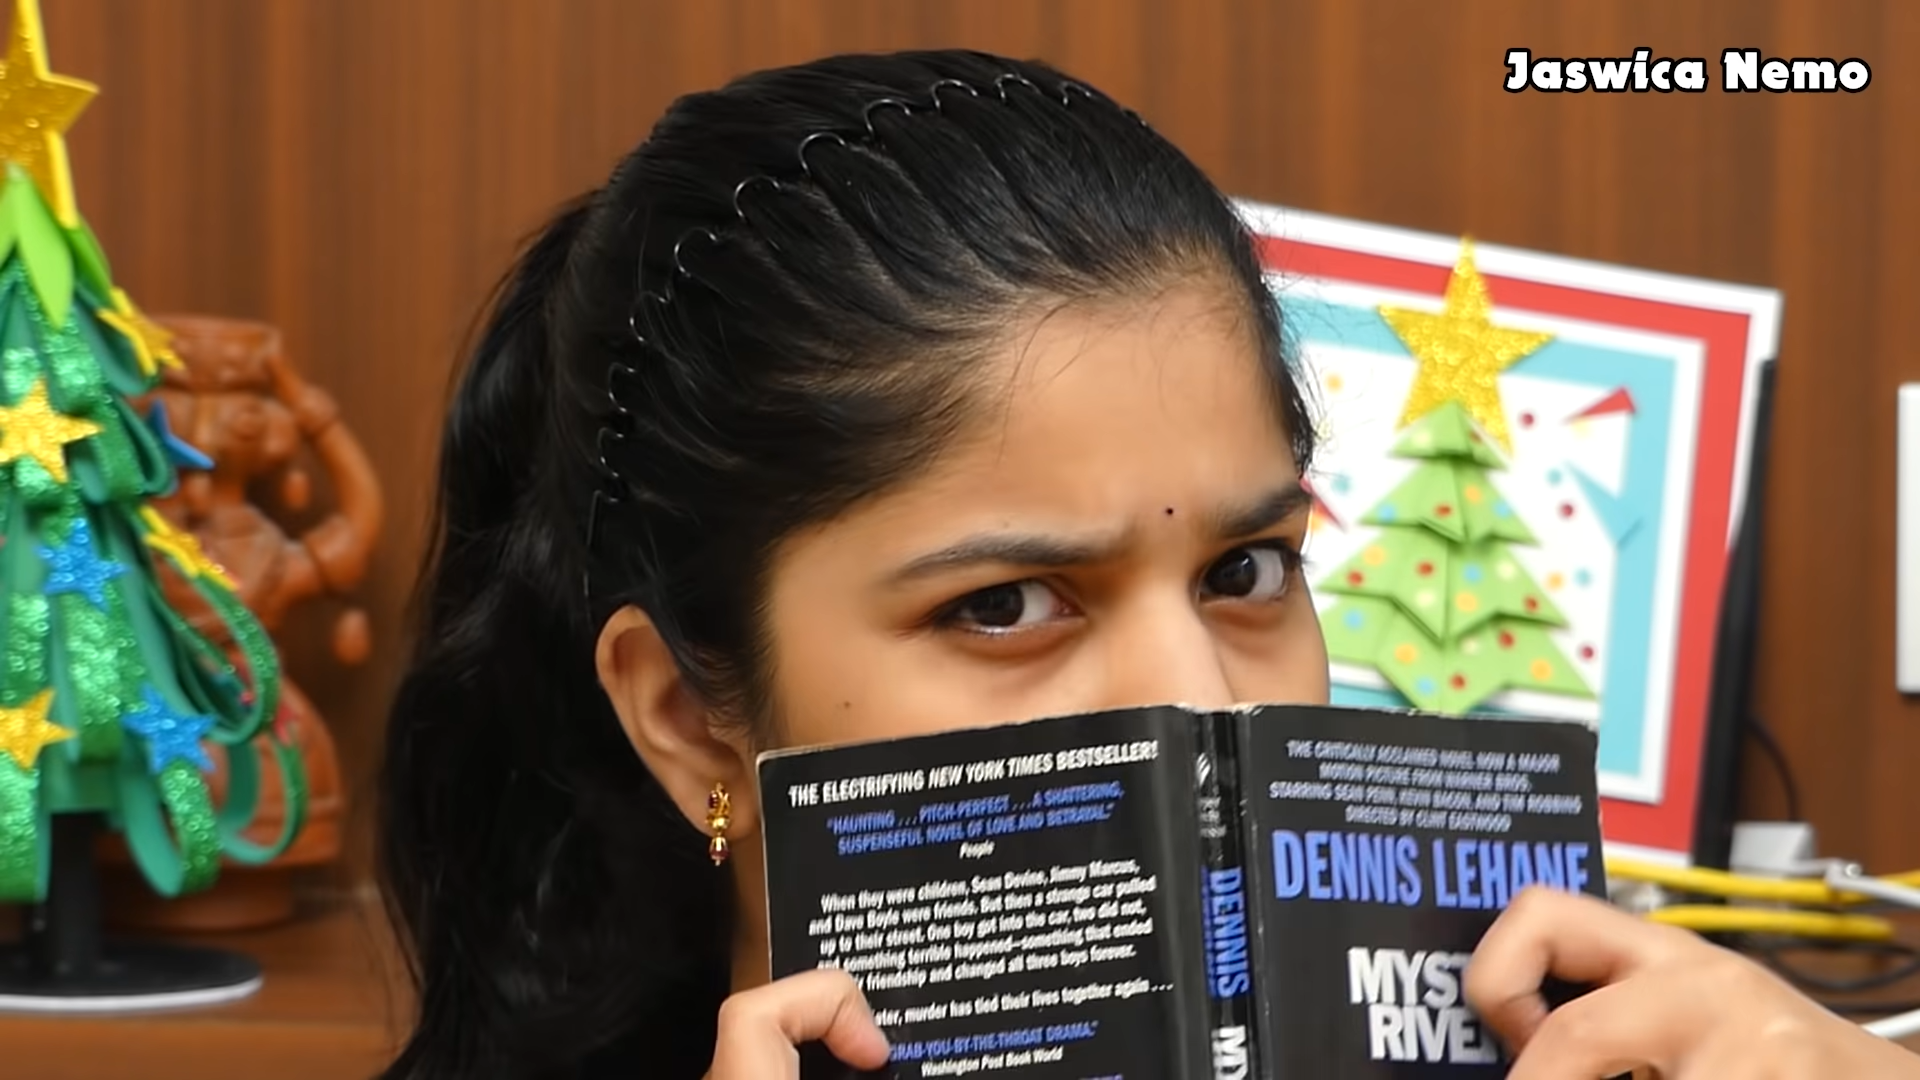 Jaswica Nemo
THE ELECTRIFYING NEW YORK TIMES BESTSELLER!
"HAUNTING ... PITCH-PERFECT ... A SHATTERING,
SUSPENSEFUL NOVEL OF LOVE AND BETRAYAL."
People
When they were children, Sean Devine, Jimmy Marcus,
and Dave Boyle were friends. But then a strange car pulled
up to their street. One boy got into the car, two did not,
and something terrible happened—something that ended
friendship and changed all three boys forever.
murder has tied their lives together again ...
GRAB-YOU-BY-THE-THROAT DRAMA."
Washington Post Book World
DENNIS
THE CRITICALLY ACCLAIMED NOVEL NOW A MAJOR
MOTION PICTURE FROM WARNER BROS.
STARRING SEAN PENN, KEVIN BACON, AND TIM ROBBINS
DIRECTED BY CLINT EASTWOOD
DENNIS LEHANE
MYST
RIVE